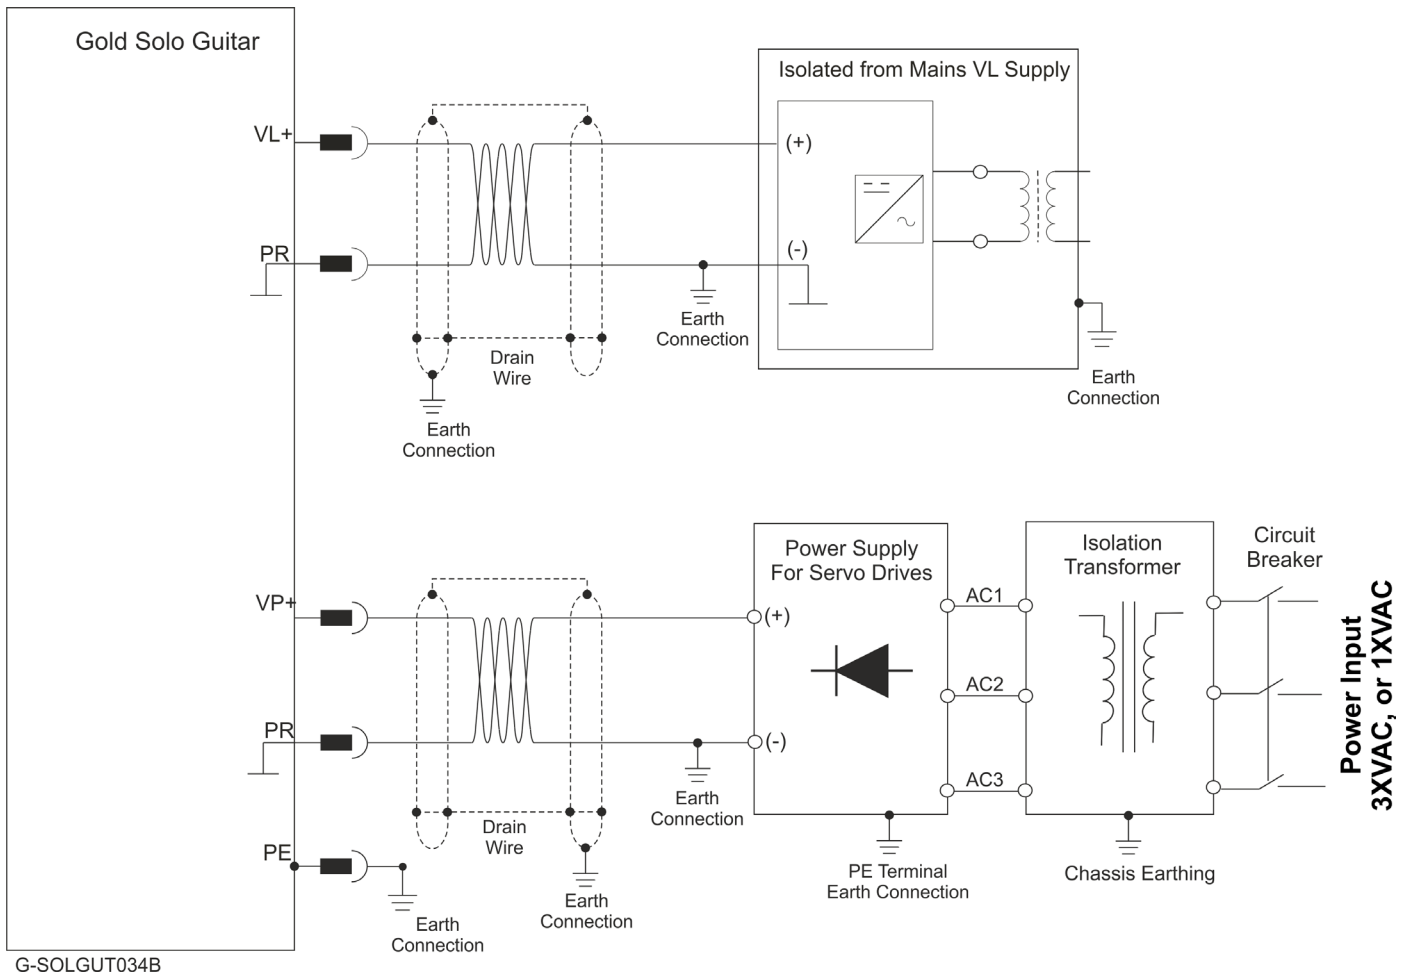 Gold Solo Guitar
Isolated from Mains VL Supply
VL+
(+)
PR
(-)
Earth
Connection
Drain
Wire
Earth
Connection
Earth
Connection
Power Supply
For Servo Drives
Isolation
Transformer
Circuit
Breaker
VP+
(+)
AC1
AC2
PR
(-)
AC3
Power Input
3XVAC, or 1XVAC
Earth
Connection
Drain
Wire
PE
PE Terminal
Earth Connection
Chassis Earthing
Earth
Connection
Earth
Connection
G-SOLGUT034B